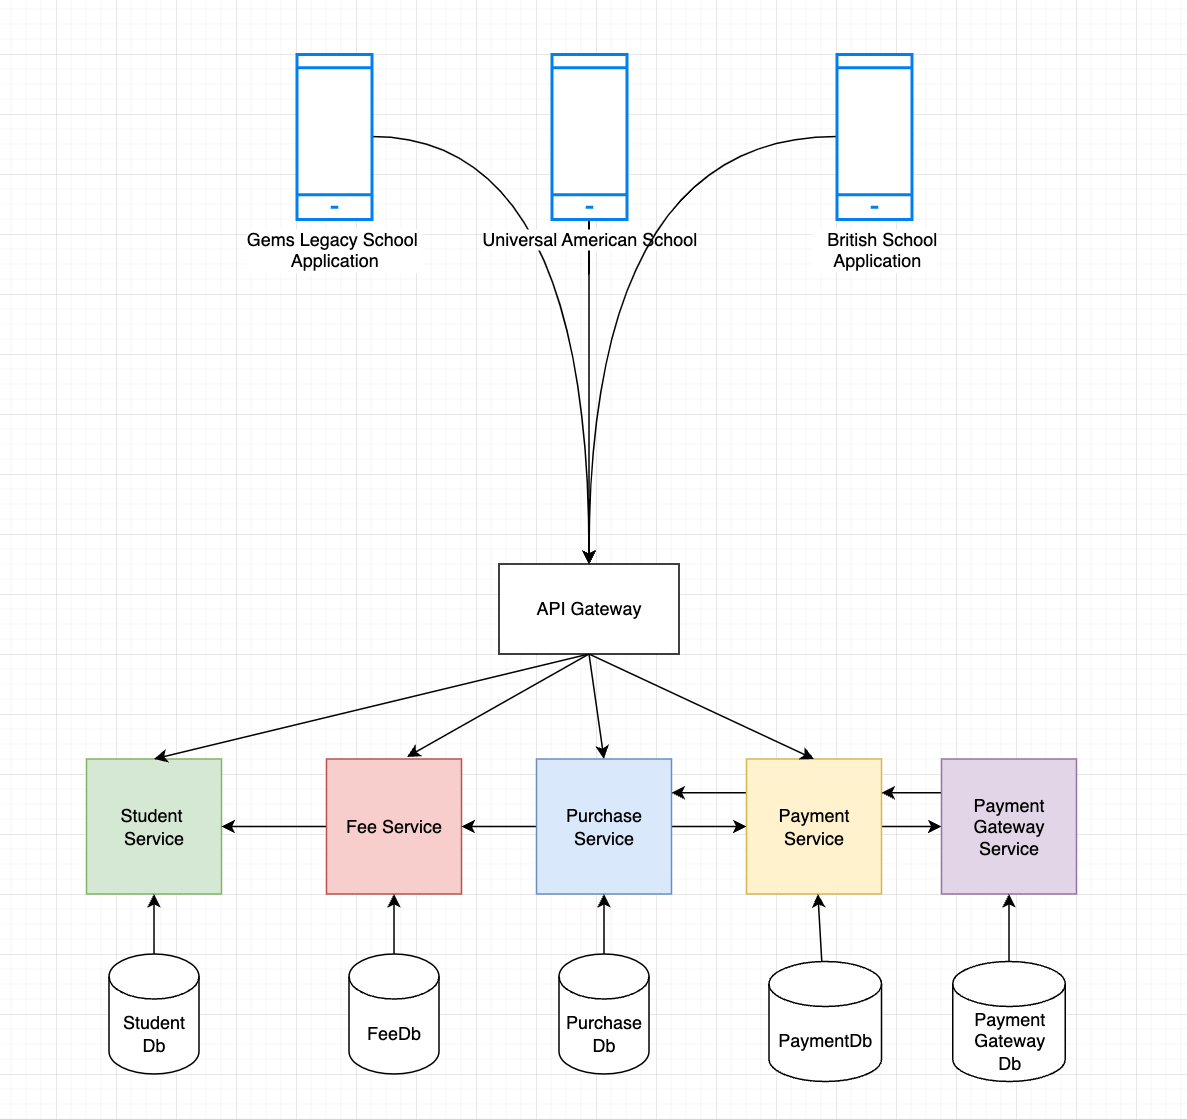 Gems Legacy School
Application
Universal American School
British School
Application
API Gateway
Student
Service
Fee Service
Purchase
Service
Payment
Service
Payment
Gateway
Service
Student
Db
FeeDb
Purchase
Db
PaymentDb
Payment
Gateway
Db